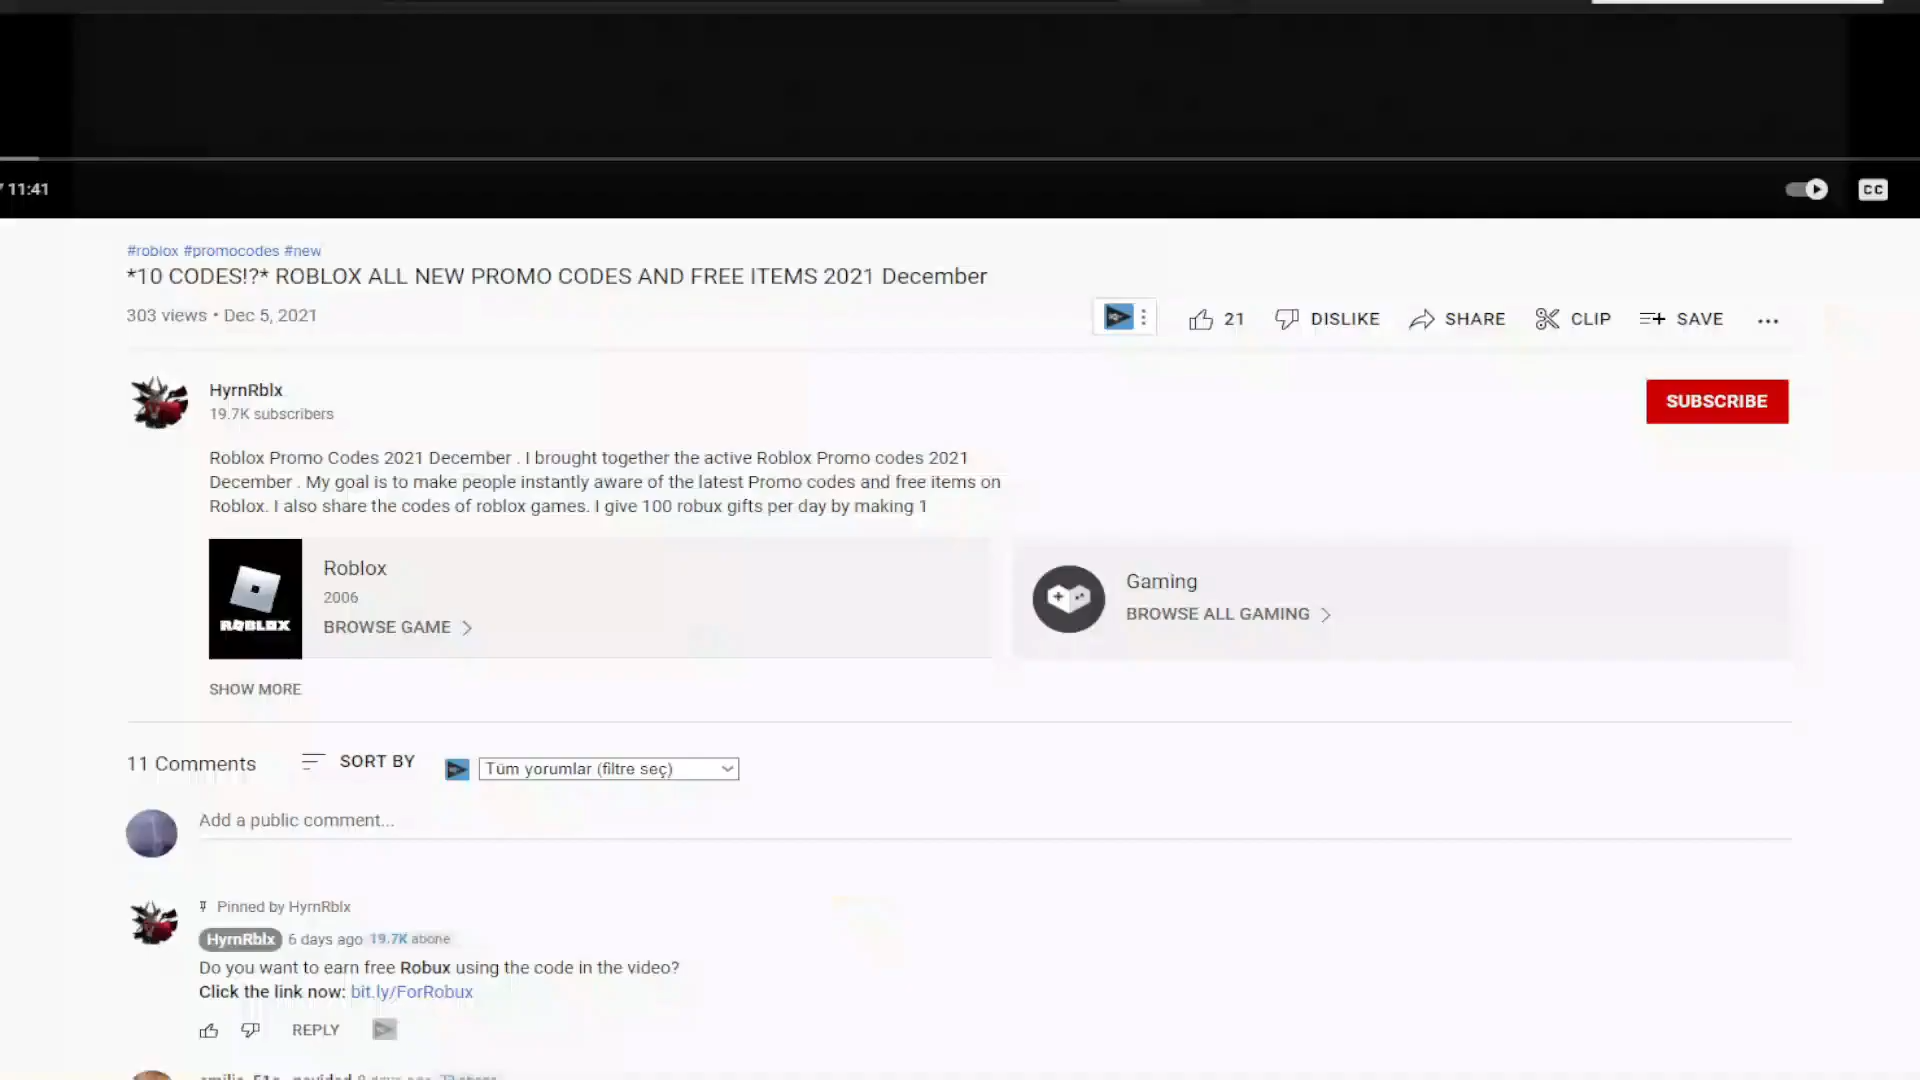 11:41
CC
#roblox #promocodes #new
*10 CODES!?* ROBLOX ALL NEW PROMO CODES AND FREE ITEMS 2021 December
303 views • Dec 5, 2021
21 DISLIKE SHARE CLIP SAVE
HyrnRblx
19.7K subscribers
SUBSCRIBE
Roblox Promo Codes 2021 December . I brought together the active Roblox Promo codes 2021
December . My goal is to make people instantly aware of the latest Promo codes and free items on
Roblox. I also share the codes of roblox games. I give 100 robux gifts per day by making 1
ROBLOX
Roblox
2006
BROWSE GAME
Gaming
BROWSE ALL GAMING
SHOW MORE
11 Comments SORT BY Tüm yorumlar (filtre seç)
Add a public comment...
Pinned by HyrnRblx
HyrnRblx 6 days ago 19.7K abone
Do you want to earn free Robux using the code in the video?
Click the link now: bit.ly/ForRobux
REPLY